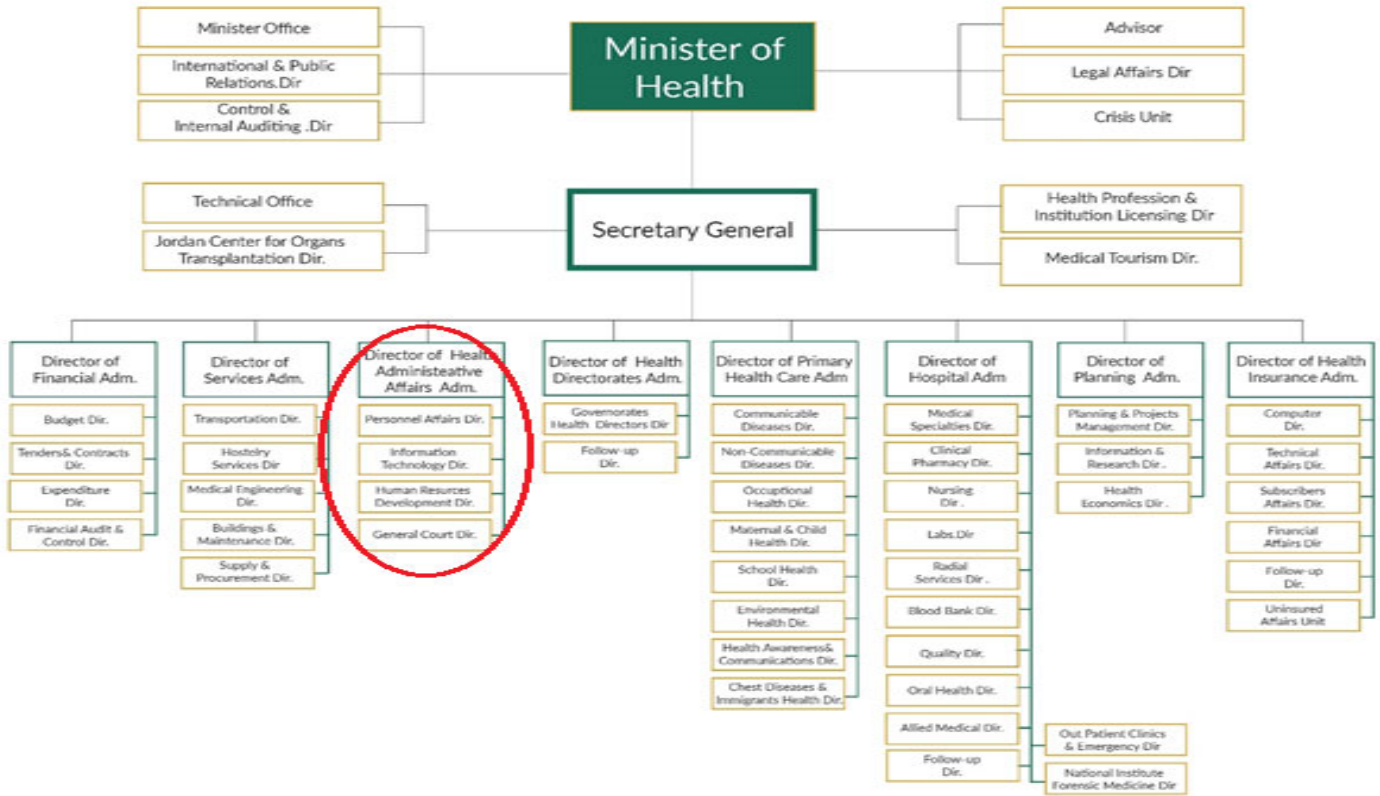 Minister Office
International & Public
Relations.Dir
Control &
Internal Auditing .Dir
Minister of
Health
Advisor
Legal Affairs Dir
Crisis Unit
Technical Office
Jordan Center for Organs
Transplantation Dir.
Secretary General
Health Profession &
Institution Licensing Dir
Medical Tourism Dir.
Director of
Financial Adm.
Budget Dir.
Tenders& Contracts
Dir.
Expenditure
Dir.
Financial Audit &
Control Dir.
Director of
Services Adm.
Transportation Dir.
Hostelry
Services Dir
Medical Engineering
Dir.
Buildings &
Maintenance Dir.
Supply &
Procurement Dir.
Director of Health
Administeative
Affairs Adm.
Personnel Affairs Dir.
Information
Technology Dir.
Human Resurces
Development Dir.
General Court Dir.
Director of Health
Directorates Adm.
Governorates
Health Directors Dir
Follow-up
Dir.
Director of Primary
Health Care Adm
Communicable
Diseases Dir.
Non-Communicable
Diseases Dir.
Occuptional
Health Dir.
Maternal & Child
Health Dir.
School Health
Dir.
Environmental
Health Dir.
Health Awareness&
Communications Dir.
Chest Diseases &
Immigrants Health Dir.
Director of
Hospital Adm
Medical
Specialties Dir.
Clinical
Pharmacy Dir.
Nursing
Dir .
Labs.Dir
Radial
Services Dir .
Blood Bank Dir.
Quality Dir.
Oral Health Dir.
Allied Medical Dir.
Follow-up
Dir.
Out Patient Clinics
& Emergency Dir
National Institute
Forensic Medicine Dir
Director of
Planning Adm.
Planning & Projects
Management Dir.
Information &
Research Dir .
Health
Economics Dir .
Director of Health
Insurance Adm.
Computer
Dir.
Technical
Affairs Dir.
Subscribers
Affairs Dir.
Financial
Affairs Dir
Follow-up
Dir.
Uninsured
Affairs Unit